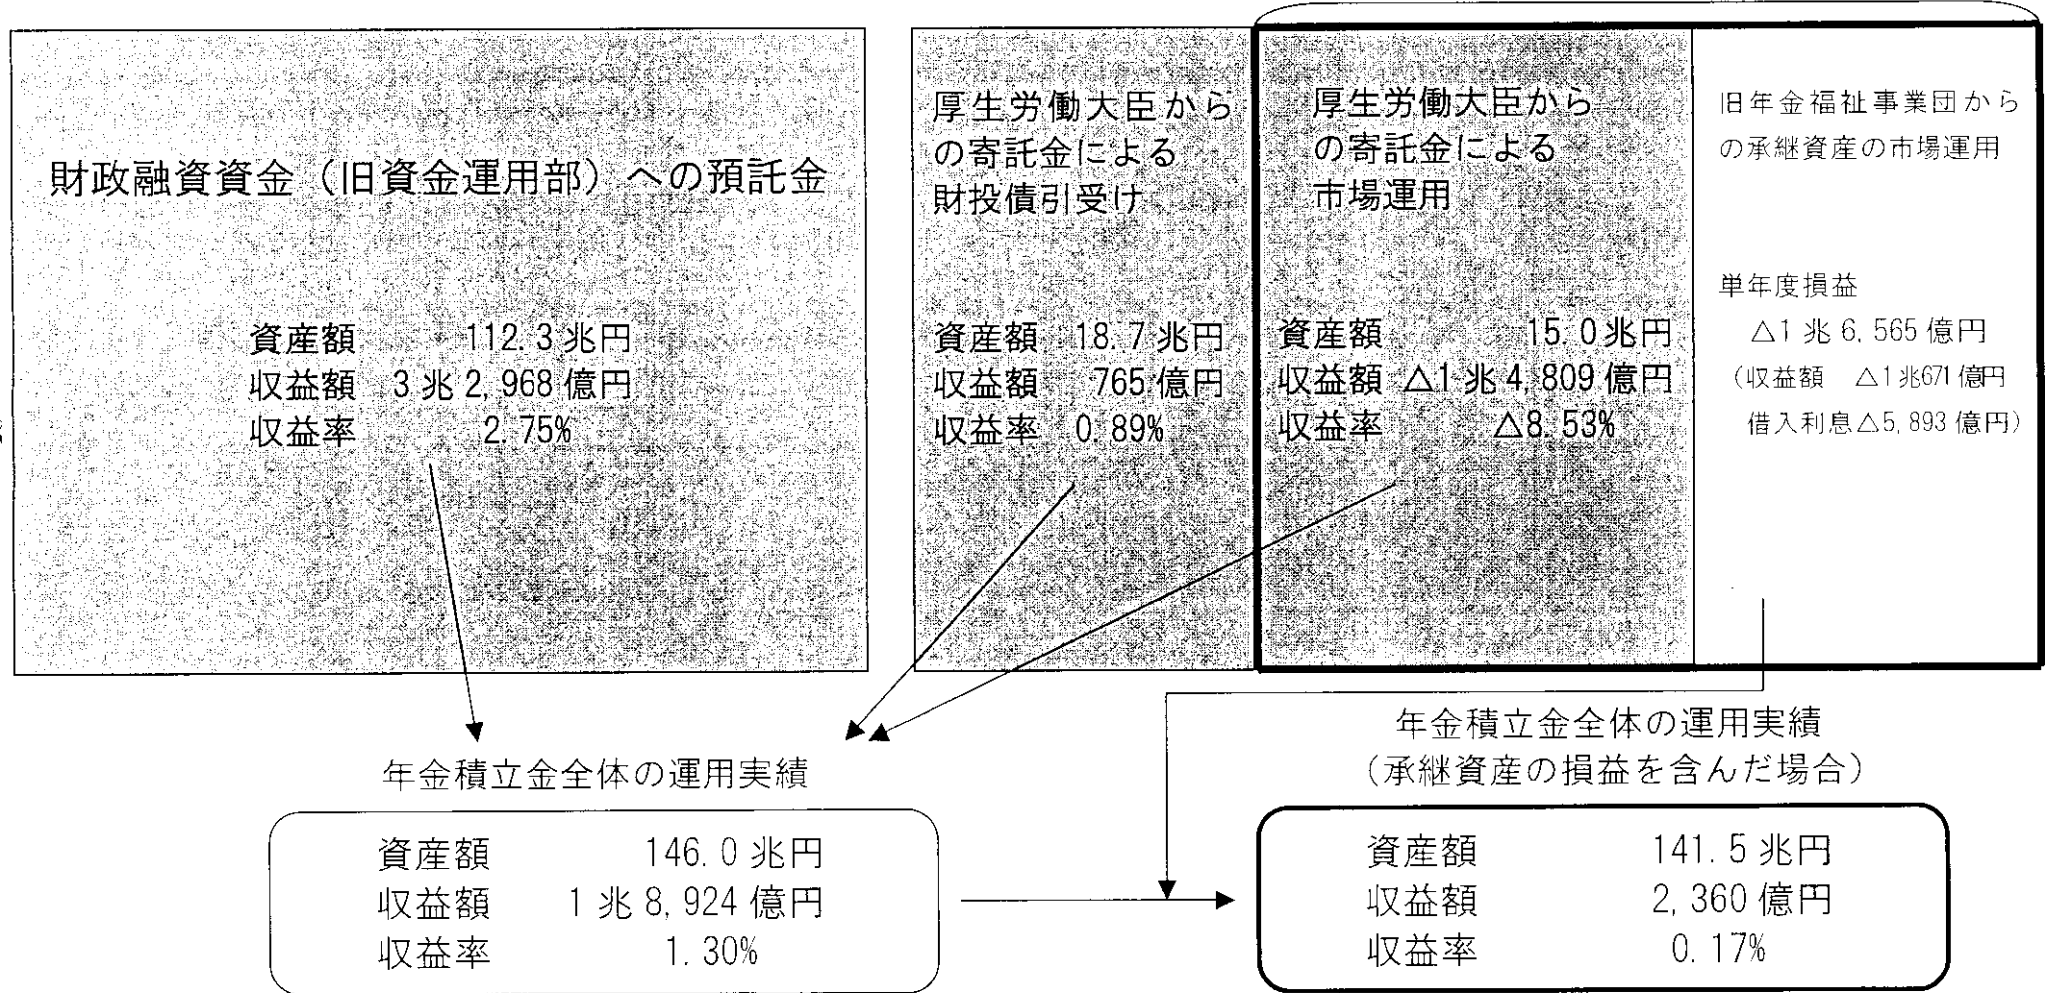 財政融資資金（旧資金運用部）への預託金
資産額 112.3兆円
収益額 3兆2,968億円
収益率 2.75%
厚生労働大臣から
の寄託金による
財投債引受け
資産額 18.7兆円
収益額 765億円
収益率 0.89%
厚生労働大臣から
の寄託金による
市場運用
資産額 15.0兆円
収益額 △1兆4,809億円
収益率 △8.53%
旧年金福祉事業団から
の承継資産の市場運用
単年度損益
△1兆6,565億円
（収益額 △1兆671億円
借入利息△5,893億円）
年金積立金全体の運用実績
資産額 146.0兆円
収益額 1兆8,924億円
収益率 1.30%
年金積立金全体の運用実績
（承継資産の損益を含んだ場合）
資産額 141.5兆円
収益額 2,360億円
収益率 0.17%